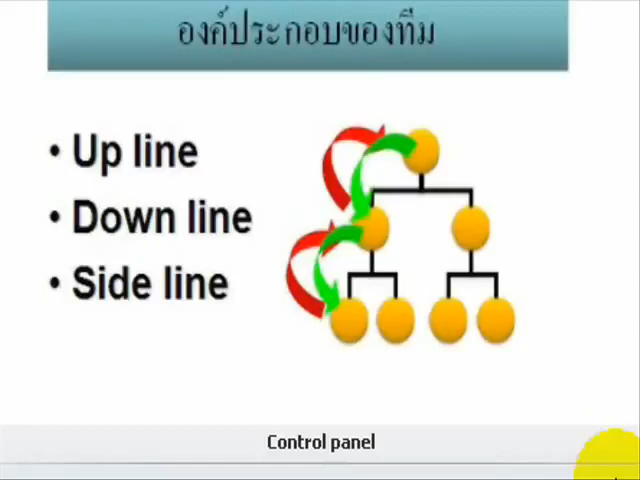 องค์ประกอบของทีม
• Up line
• Down line
• Side line
Control panel